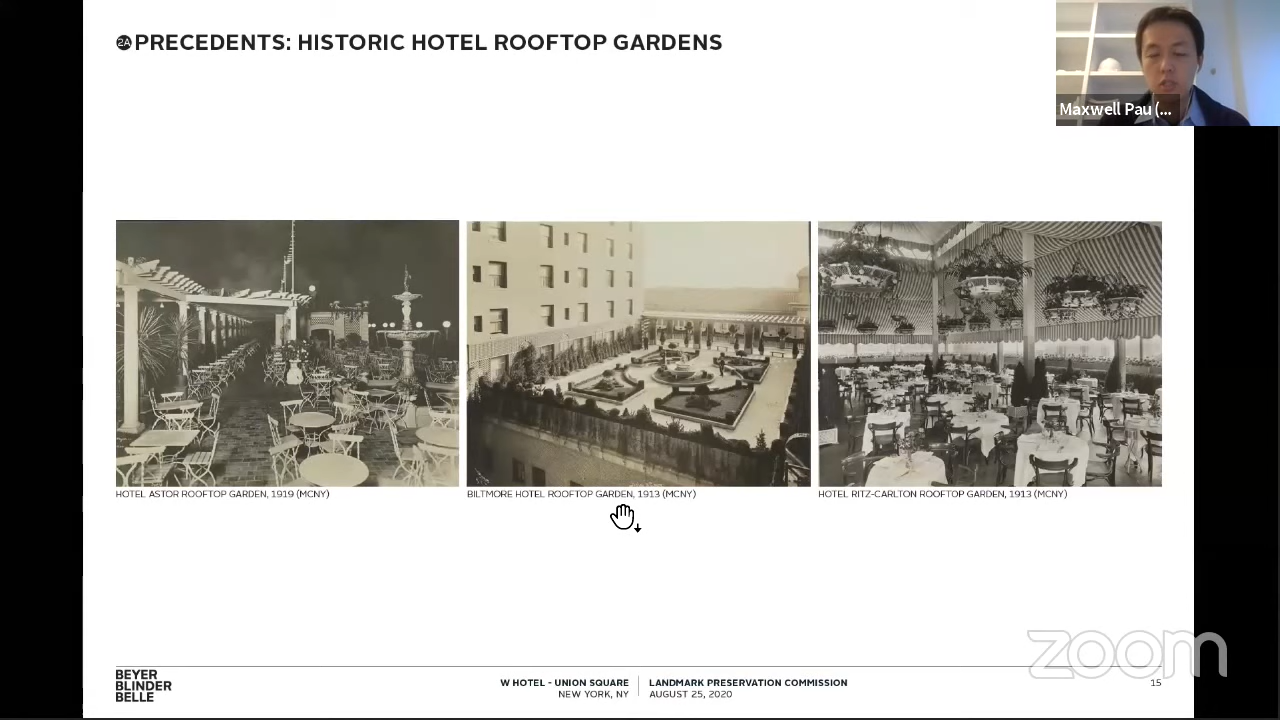 2A PRECEDENTS: HISTORIC HOTEL ROOFTOP GARDENS
Maxwell Pau (...
HOTEL ASTOR ROOFTOP GARDEN, 1919 (MCNY)
BILTMORE HOTEL ROOFTOP GARDEN, 1913 (MCNY)
HOTEL RITZ-CARLTON ROOFTOP GARDEN, 1913 (MCNY)
zoom
BEYER
BLINDER
BELLE
W HOTEL - UNION SQUARE
NEW YORK, NY
LANDMARK PRESERVATION COMMISSION
AUGUST 25, 2020
15